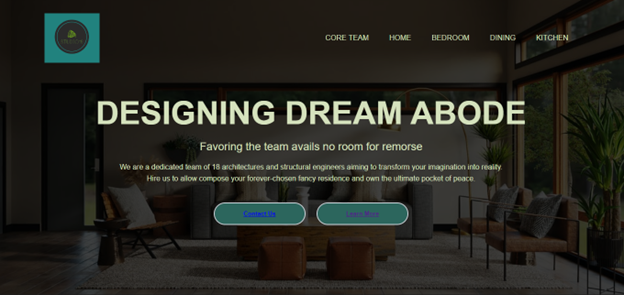 CORE TEAM HOME BEDROOM DINING KITCHEN
DESIGNING DREAM ABODE
Favoring the team avails no room for remorse
We are a dedicated team of 18 architectures and structural engineers aiming to transform your imagination into reality.
Hire us to allow compose your forever-chosen fancy residence and own the ultimate pocket of peace.
Contact Us Learn More